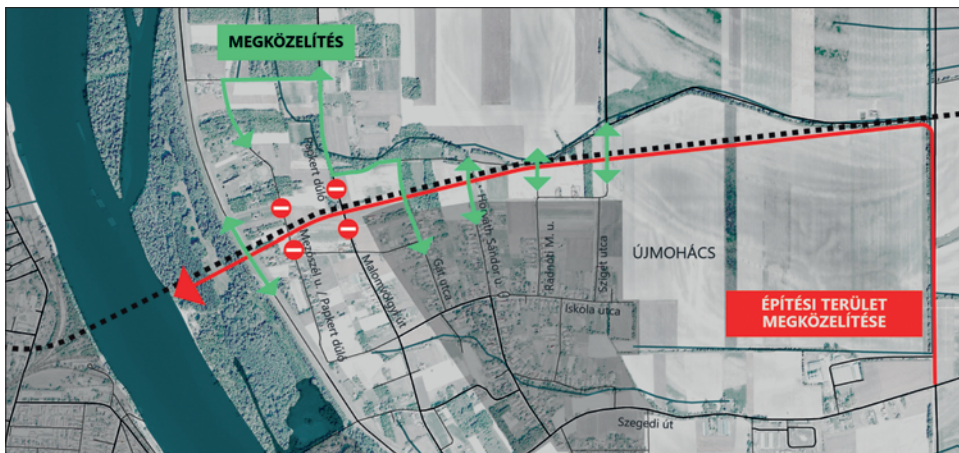 MEGKÖZELÍTÉS
Papkert dűlő
Mezőszél u. / Papkert dűlő
Malomvölgyi út
Gát utca
Horváth Sándor u.
Radnóti M. u.
Sziget utca
Iskola utca
ÚJMOHÁCS
ÉPÍTÉSI TERÜLET
MEGKÖZELÍTÉSE
Szegedi út